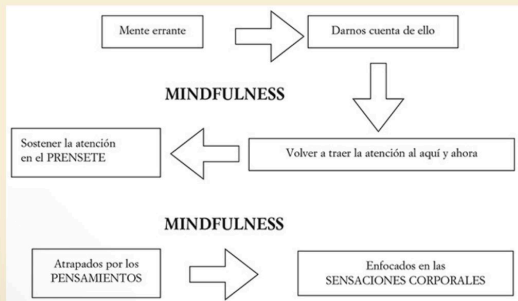 Mente errante
Darnos cuenta de ello
MINDFULNESS
Sostener la atención
en el PRENSETE
Volver a traer la atención al aquí y ahora
MINDFULNESS
Atrapados por los
PENSAMIENTOS
Enfocados en las
SENSACIONES CORPORALES